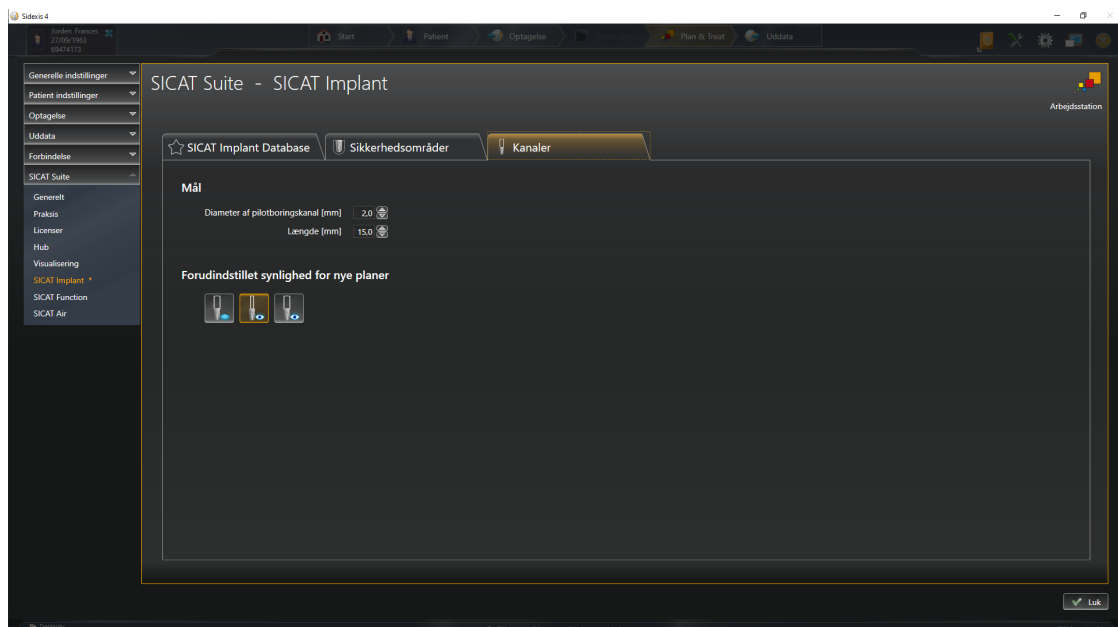 Sidexis 4
Jorden Frances
27/09/1963
69474173
Start
Patient
Optagelse
Plan & Treat
Uddata
Generelle indstillinger
Patient indstillinger
Optagelse
Uddata
Forbindelse
SICAT Suite
Generelt
Praksis
Licenser
Hub
Visualisering
SICAT Implant *
SICAT Function
SICAT Air
SICAT Suite - SICAT Implant
Arbejdsstation
SICAT Implant Database
Sikkerhedsområder
Kanaler
Mål
Diameter af pilotboringskanal [mm] 2,0
Længde [mm] 15,0
Forudindstillet synlighed for nye planer
Luk